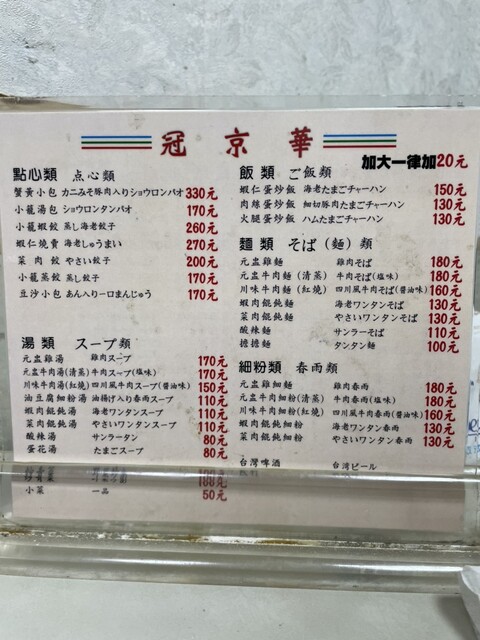 冠京華
點心類 点心類
蟹黃小包 カニみそ豚肉入りショウロンパオ 330元
小籠湯包 ショウロンタンパオ 170元
小籠蝦餃 蒸し海老餃子 260元
蝦仁燒賣 海老しゅうまい 270元
菜肉餃 やさい餃子 200元
小籠蒸餃 蒸し餃子 170元
豆沙小包 あん入り一口まんじゅう 170元
湯類 スープ類
元盅雞湯 雞肉スープ 170元
元盅牛肉湯(清蒸) 牛肉スープ(塩味) 170元
川味牛肉湯(紅燒) 四川風牛肉スープ(醤油味) 150元
油豆腐細粉 油揚げ入り春雨スープ 110元
蝦肉餛飩湯 海老ワンタンスープ 110元
菜肉餛飩湯 やさいワンタンスープ 110元
酸辣湯 サンラータン 80元
蛋花湯 たまごスープ 80元
小菜 一品 50元
飯類 ご飯類 加大一律加20元
蝦仁蛋炒飯 海老たまごチャーハン 150元
肉辣蛋炒飯 細切豚肉たまごチャーハン 130元
火腿蛋炒飯 ハムたまごチャーハン 130元
麵類 そば(麵)類
元盅雞麵 雞肉そば 180元
元盅牛肉麵(清蒸) 牛肉そば(塩味) 180元
川味牛肉麵(紅燒) 四川風牛肉そば(醤油味) 160元
蝦肉餛飩麵 海老ワンタンそば 130元
菜肉餛飩麵 やさいワンタンそば 130元
酸辣麵 サンラーそば 110元
擔擔麵 タンタン麵 100元
細粉類 春雨類
元盅雞細麵 雞肉春雨 180元
元盅牛肉細粉(清蒸) 牛肉春雨(塩味) 180元
川味牛肉細粉(紅燒) 四川風牛肉春雨(醤油味) 160元
蝦肉餛飩細粉 海老ワンタン春雨 130元
菜肉餛飩細粉 やさいワンタン春雨 130元
台灣啤酒 台湾ビール